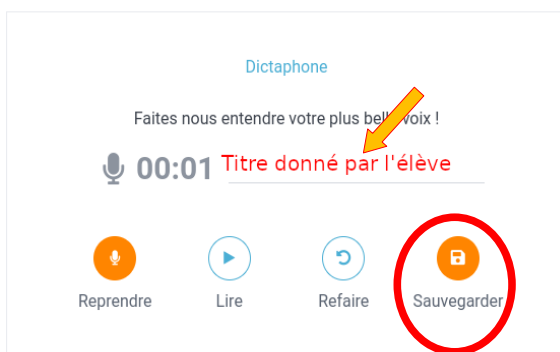 Dictaphone
Faites nous entendre votre plus belle voix !
00:01 Titre donné par l'élève
Reprendre Lire Refaire Sauvegarder